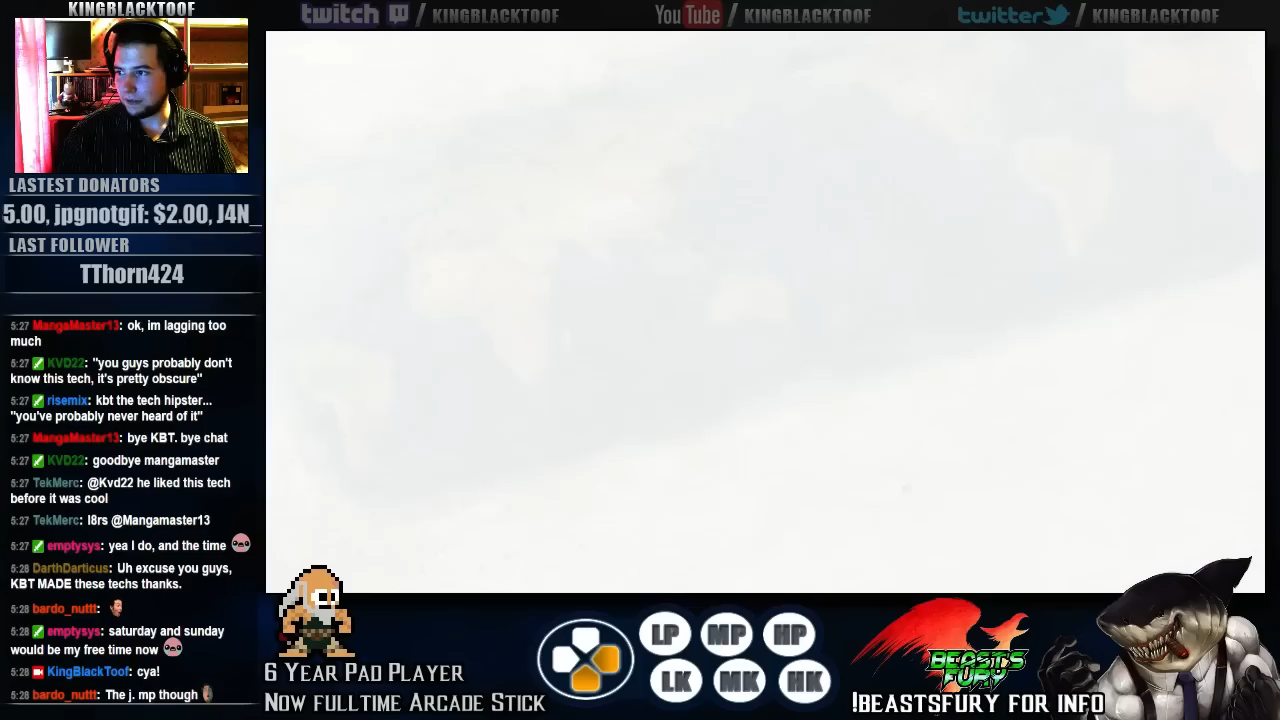 KINGBLACKTOOF
twitch / KINGBLACKTOOF
YouTube / KINGBLACKTOOF
twitter / KINGBLACKTOOF
LASTEST DONATORS
5.00, jpgnotgif: $2.00, J4N_
LAST FOLLOWER
TThorn424
5:27 MangaMaster13: ok, im lagging too
much
5:27 KVD22: "you guys probably don't
know this tech, it's pretty obscure"
5:27 risemix: kbt the tech hipster...
"you've probably never heard of it"
5:27 MangaMaster13: bye KBT. bye chat
5:27 KVD22: goodbye mangamaster
5:27 TekMerc: @Kvd22 he liked this tech
before it was cool
5:27 TekMerc: l8rs @Mangamaster13
5:27 emptysys: yea I do, and the time
5:28 DarthDarticus: Uh excuse you guys,
KBT MADE these techs thanks.
5:28 bardo_nuttt:
5:28 emptysys: saturday and sunday
would be my free time now
5:28 KingBlackToof: cya!
5:28 bardo_nuttt: The j. mp though
6 YEAR PAD PLAYER
NOW FULLTIME ARCADE STICK
LP MP HP
LK MK HK
BEAST'S
FURY
!BEASTSFURY FOR INFO